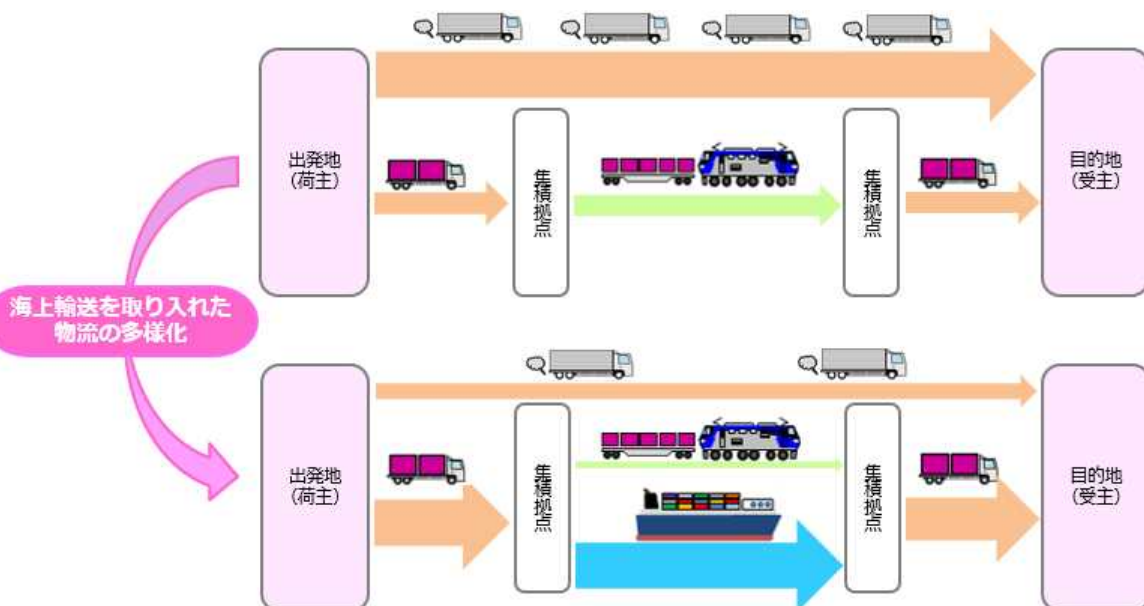 出発地
(荷主)
集積拠点
集積拠点
目的地
(受主)
海上輸送を取り入れた
物流の多様化
出発地
(荷主)
集積拠点
集積拠点
目的地
(受主)